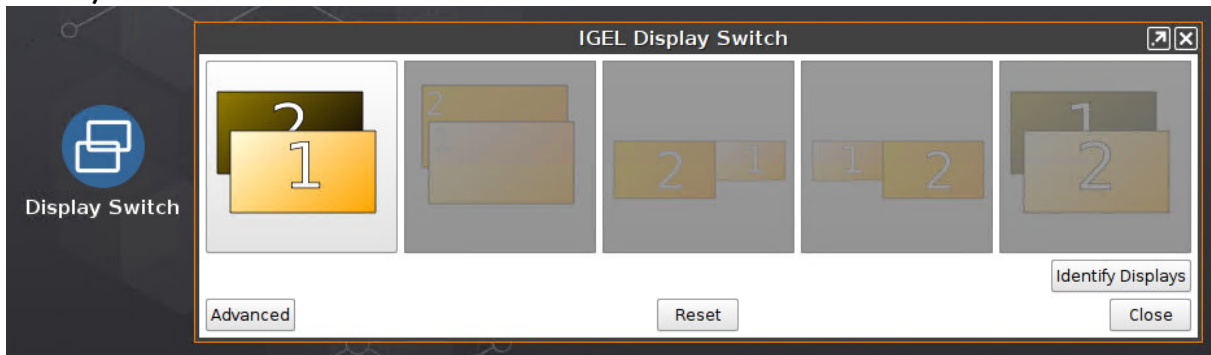 IGEL Display Switch
2
1
2
2
1
1
2
1
2
Display Switch
Identify Displays
Advanced
Reset
Close